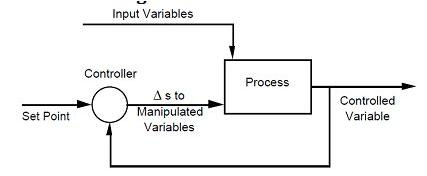 Input Variables
Controller
Process
Δ s to
Manipulated
Variables
Set Point
Controlled
Variable